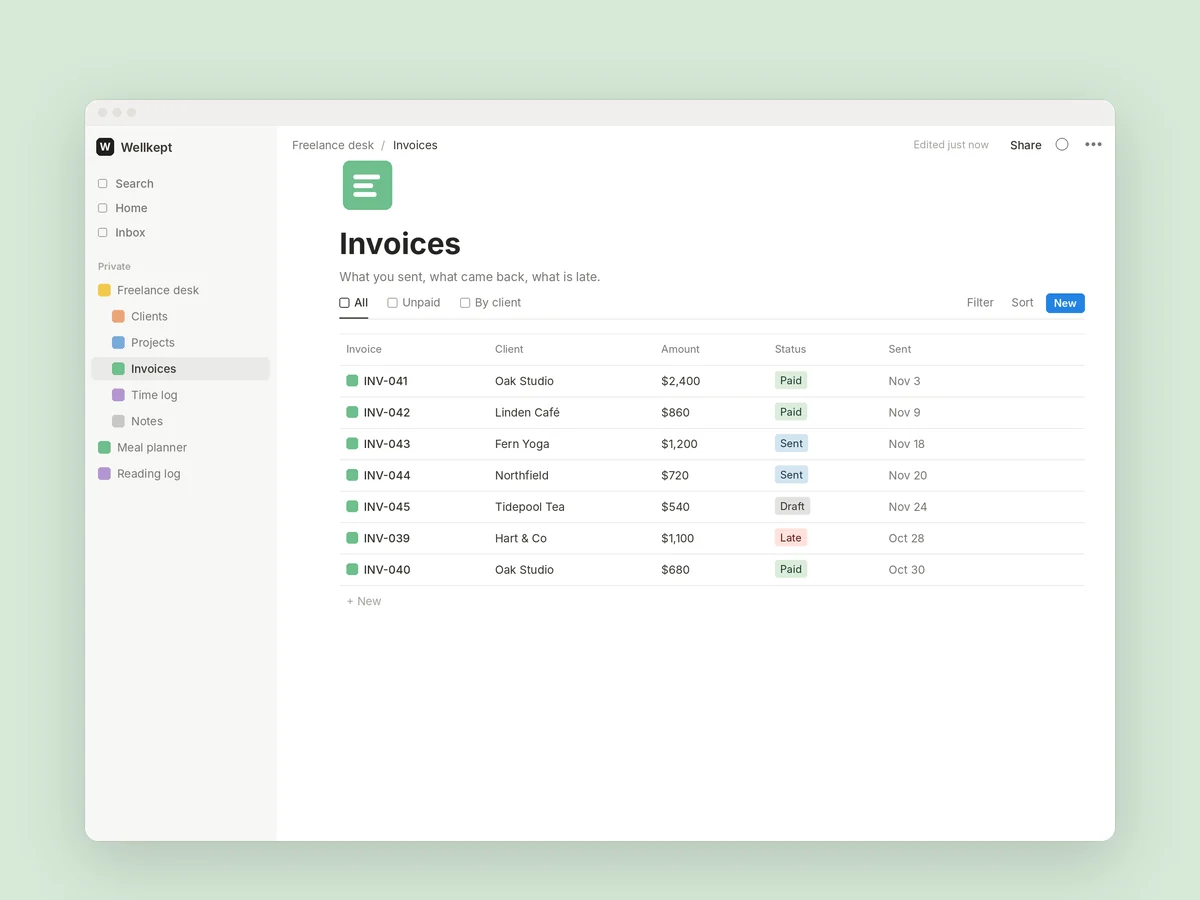 W Wellkept
Search
Home
Inbox
Private
Freelance desk
Clients
Projects
Invoices
Time log
Notes
Meal planner
Reading log
Freelance desk / Invoices
Edited just now Share
Invoices
What you sent, what came back, what is late.
All Unpaid By client Filter Sort New
Invoice Client Amount Status Sent
INV-041 Oak Studio $2,400 Paid Nov 3
INV-042 Linden Café $860 Paid Nov 9
INV-043 Fern Yoga $1,200 Sent Nov 18
INV-044 Northfield $720 Sent Nov 20
INV-045 Tidepool Tea $540 Draft Nov 24
INV-039 Hart & Co $1,100 Late Oct 28
INV-040 Oak Studio $680 Paid Oct 30
+ New